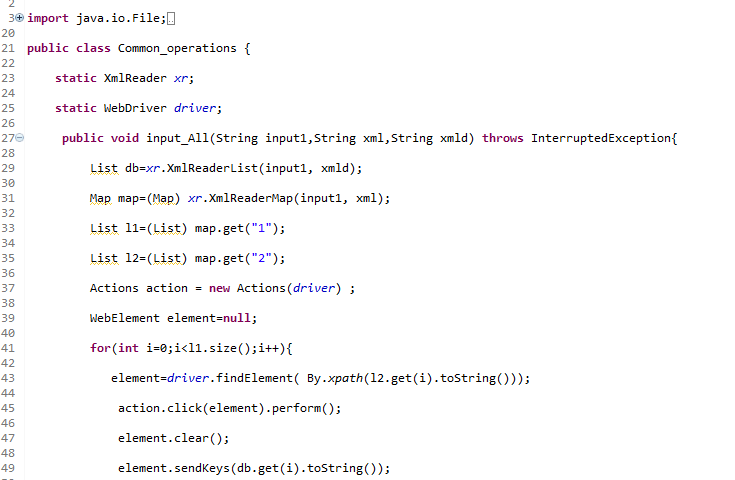 2
3 import java.io.File;
20
21 public class Common_operations {
22
23 static XmlReader xr;
24
25 static WebDriver driver;
26
27 public void input_All(String input1,String xml,String xmld) throws InterruptedException{
28
29 List db=xr.XmlReaderList(input1, xmld);
30
31 Map map=(Map) xr.XmlReaderMap(input1, xml);
32
33 List l1=(List) map.get("1");
34
35 List l2=(List) map.get("2");
36
37 Actions action = new Actions(driver) ;
38
39 WebElement element=null;
40
41 for(int i=0;i<l1.size();i++){
42
43 element=driver.findElement( By.xpath(l2.get(i).toString()));
44
45 action.click(element).perform();
46
47 element.clear();
48
49 element.sendKeys(db.get(i).toString());